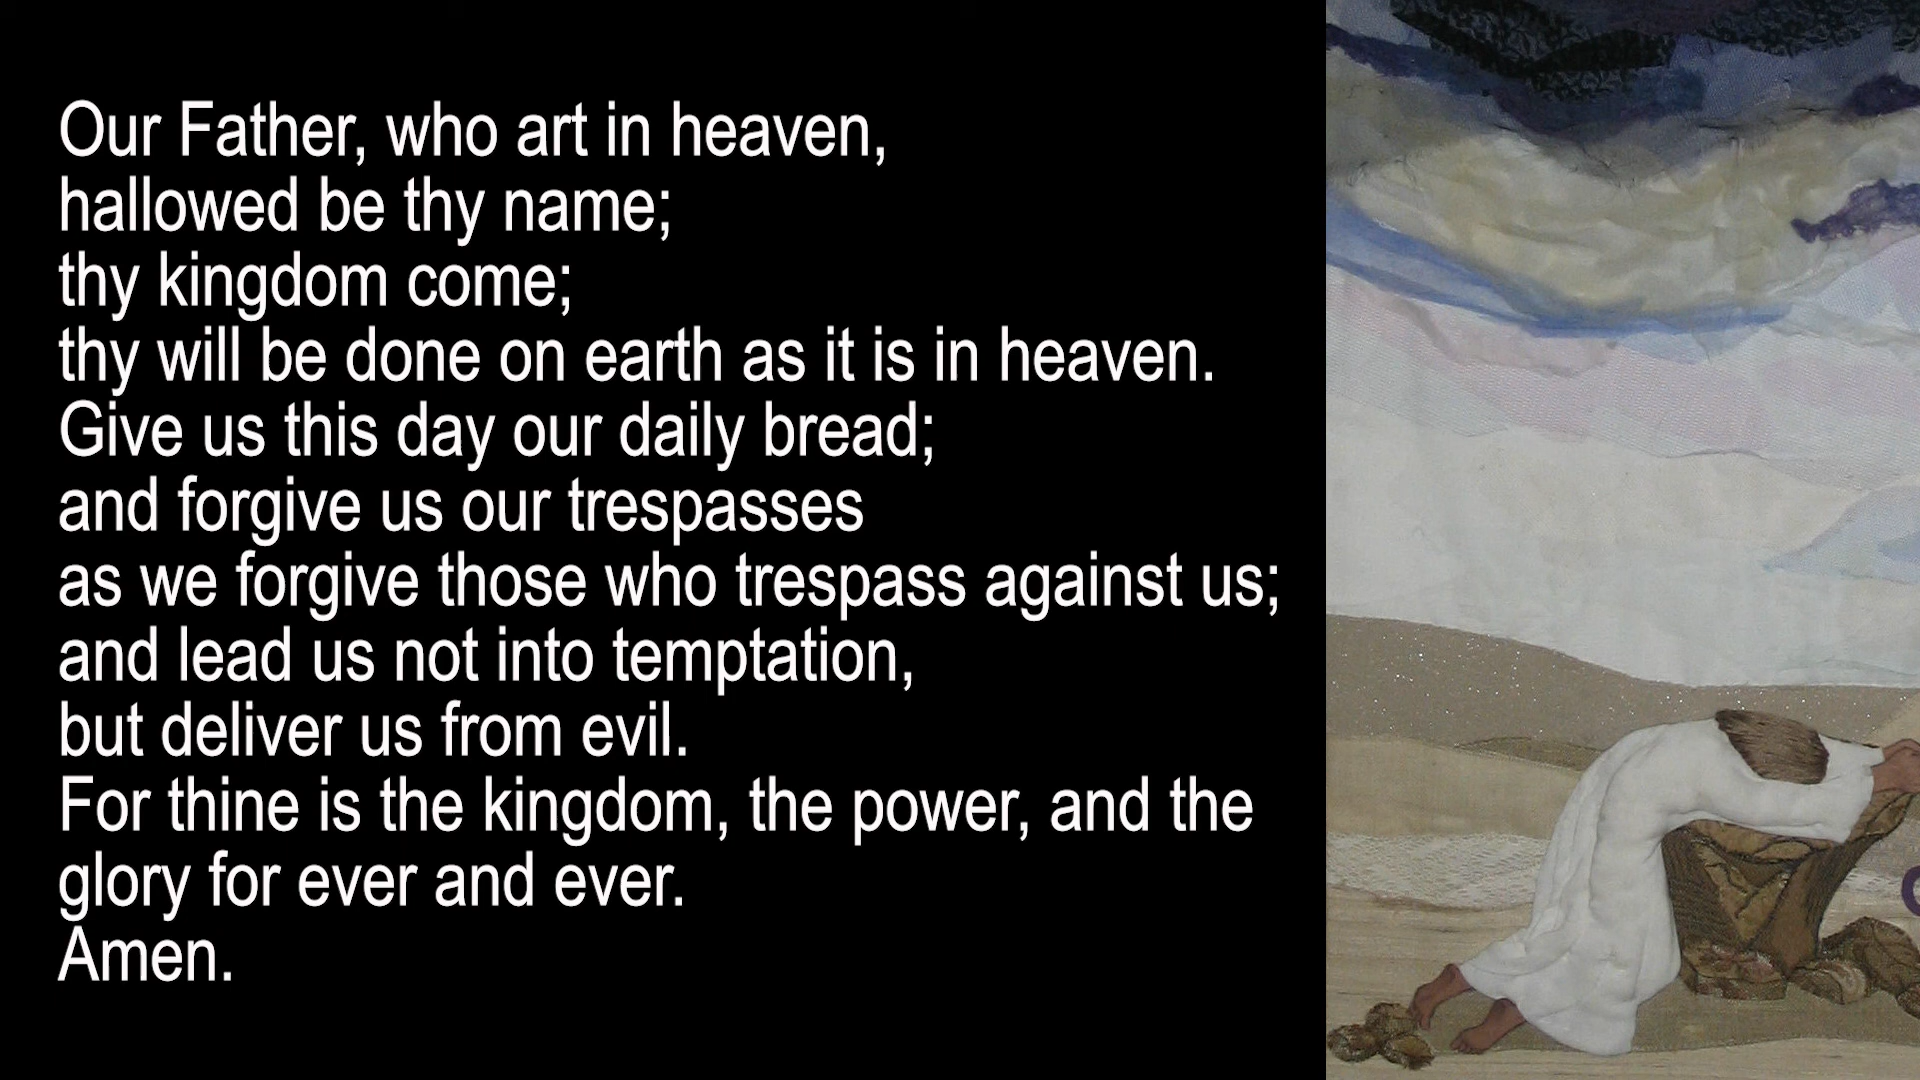 Our Father, who art in heaven,
hallowed be thy name;
thy kingdom come;
thy will be done on earth as it is in heaven.
Give us this day our daily bread;
and forgive us our trespasses
as we forgive those who trespass against us;
and lead us not into temptation,
but deliver us from evil.
For thine is the kingdom, the power, and the
glory for ever and ever.
Amen.